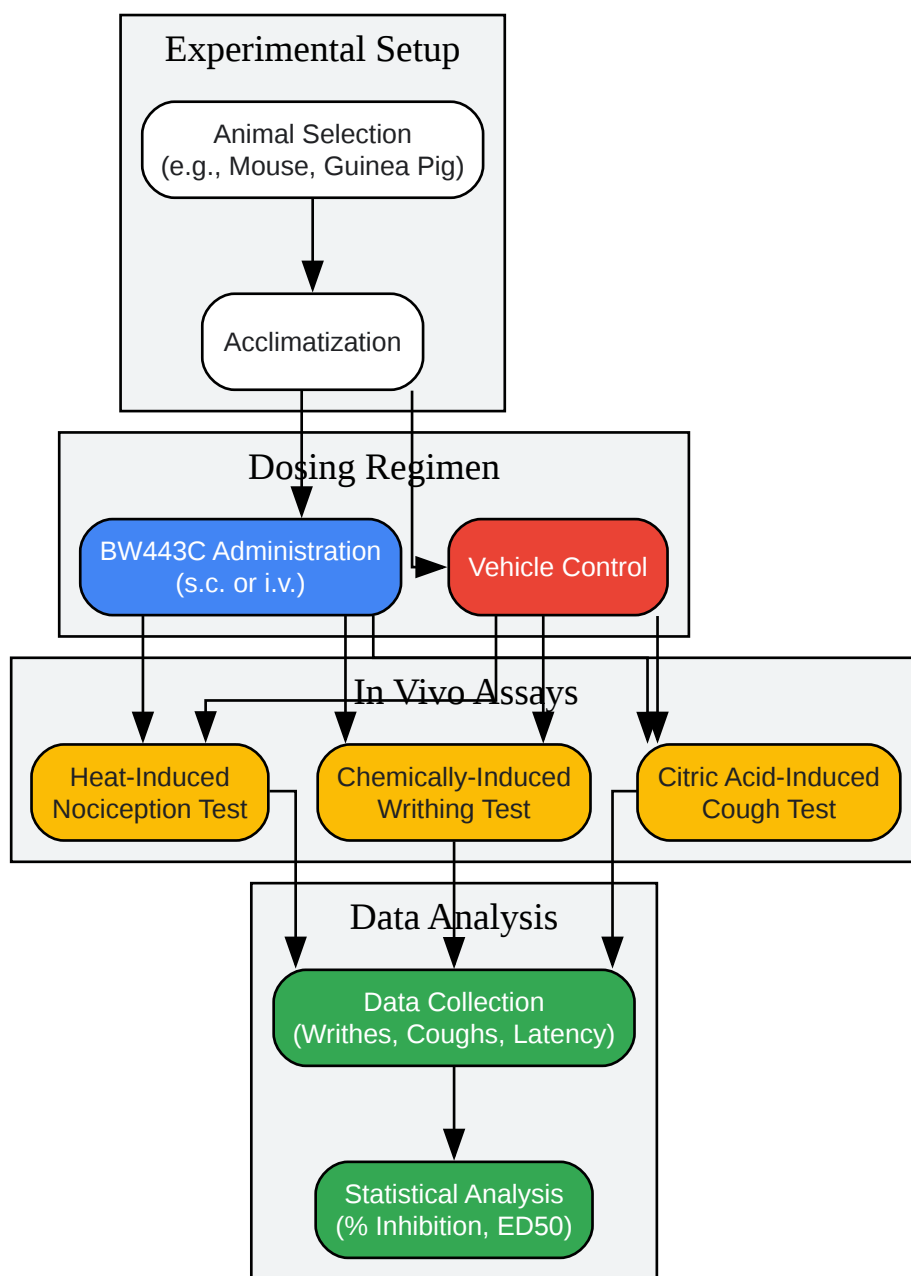 Experimental Setup
Animal Selection
(e.g., Mouse, Guinea Pig)
Acclimatization
Dosing Regimen
BW443C Administration
(s.c. or i.v.)
Vehicle Control
In Vivo Assays
Heat-Induced
Nociception Test
Chemically-Induced
Writhing Test
Citric Acid-Induced
Cough Test
Data Analysis
Data Collection
(Writhes, Coughs, Latency)
Statistical Analysis
(% Inhibition, ED50)